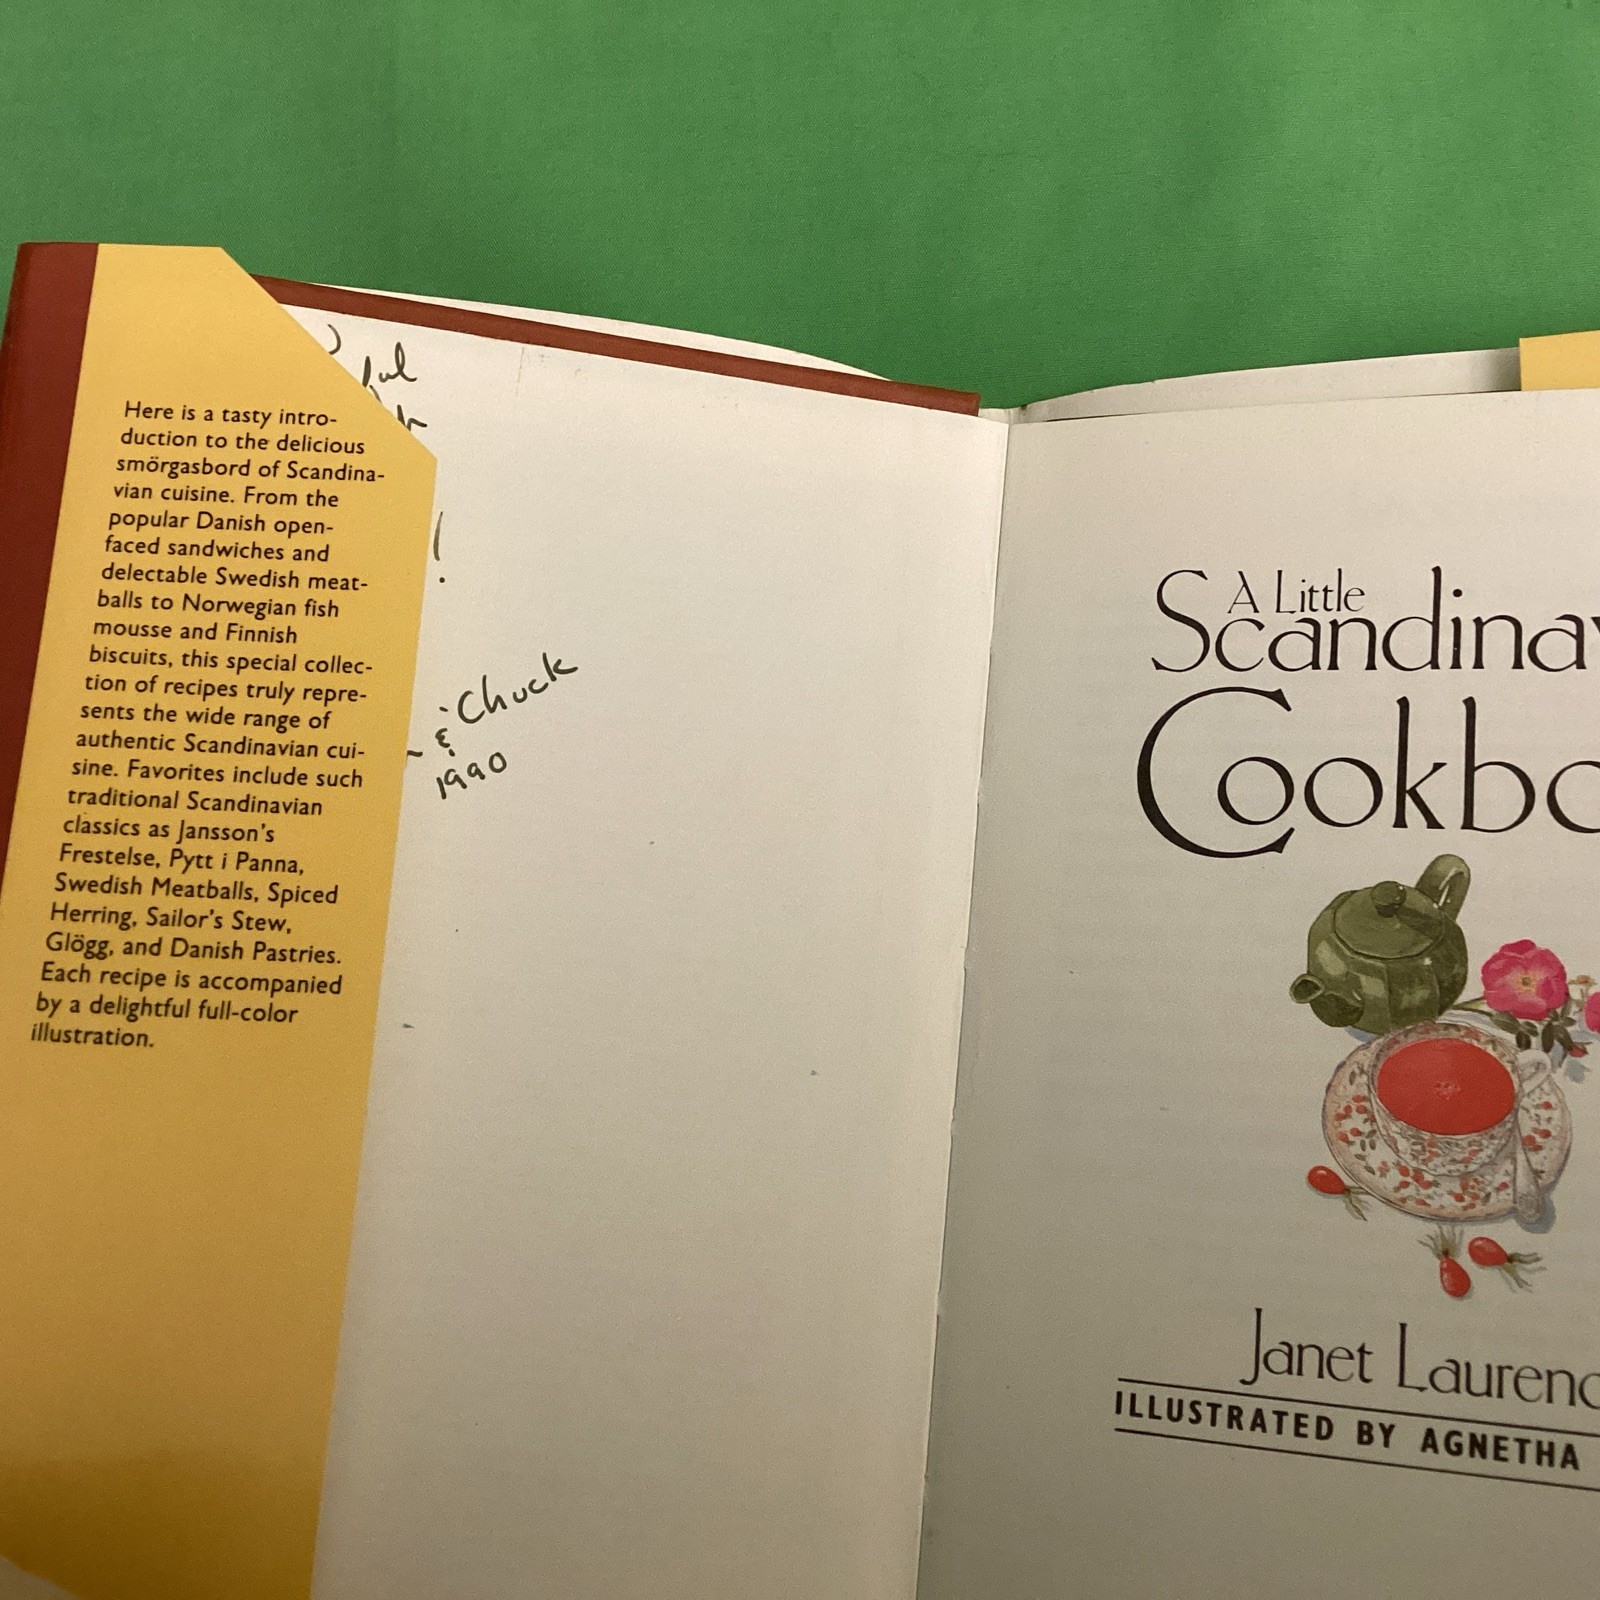 Here is a tasty intro-
duction to the delicious
smörgasbord of Scandina-
vian cuisine. From the
popular Danish open-
faced sandwiches and
delectable Swedish meat-
balls to Norwegian fish
mousse and Finnish
biscuits, this special collec-
tion of recipes truly repre-
sents the wide range of
authentic Scandinavian cui-
sine. Favorites include such
traditional Scandinavian
classics as Jansson's
Frestelse, Pytt i Panna,
Swedish Meatballs, Spiced
Herring, Sailor's Stew,
Glögg, and Danish Pastries.
Each recipe is accompanied
by a delightful full-color
illustration.
!
& Chuck
1990
A Little
Scandinav
Cookbo
Janet Laurenc
ILLUSTRATED BY AGNETHA